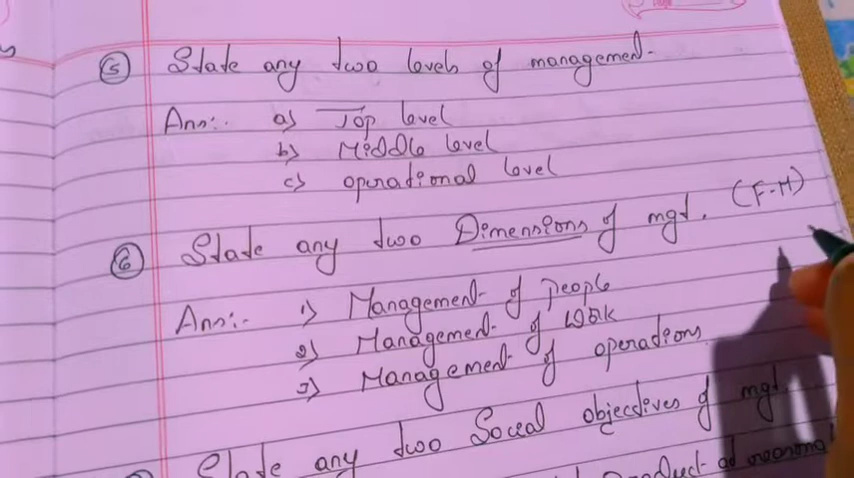 5 State any two levels of management.
Ans:- a) Top level
b) Middle level
c) operational level
6 State any two Dimensions of mgt. (F-M)
Ans:- 1) Management of people
2) Management of Work
3) Management of operations
State any two Social objectives of mgt.
Product at